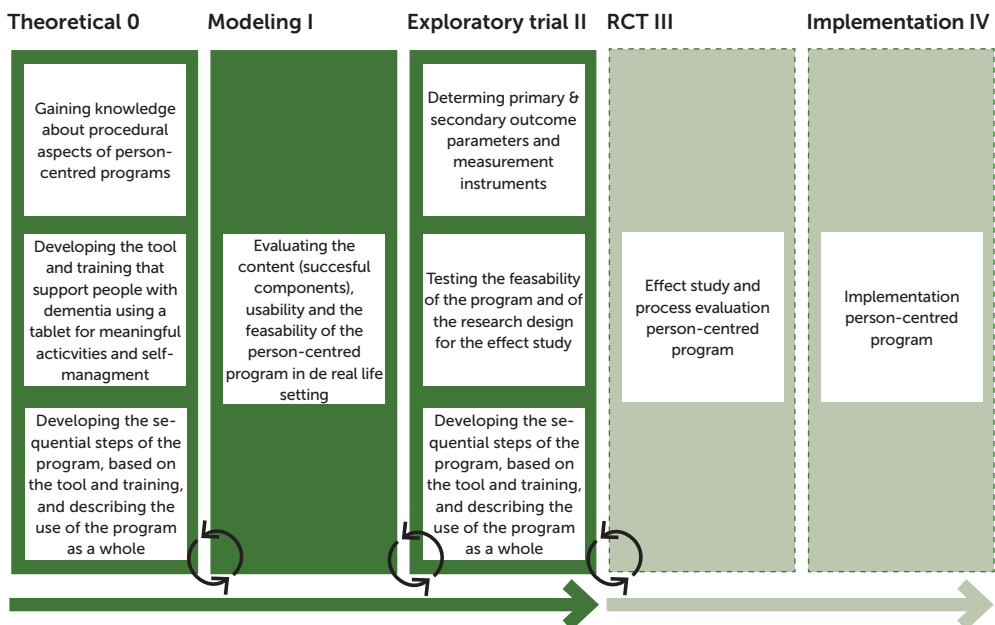 Theoretical 0
Gaining knowledge
about procedural
aspects of person-
centred programs
Developing the tool
and training that
support people with
dementia using a
tablet for meaningful
acticvities and self-
managment
Developing the se-
quential steps of the
program, based on
the tool and training,
and describing the
use of the program
as a whole
Modeling I
Evaluating the
content (succesful
components),
usability and the
feasability of the
person-centred
program in de real life
setting
Exploratory trial II
Determing primary &
secondary outcome
parameters and
measurement
instruments
Testing the feasability
of the program and of
the research design
for the effect study
Developing the se-
quential steps of the
program, based on
the tool and training,
and describing the
use of the program
as a whole
RCT III
Effect study and
process evaluation
person-centred
program
Implementation IV
Implementation
person-centred
program